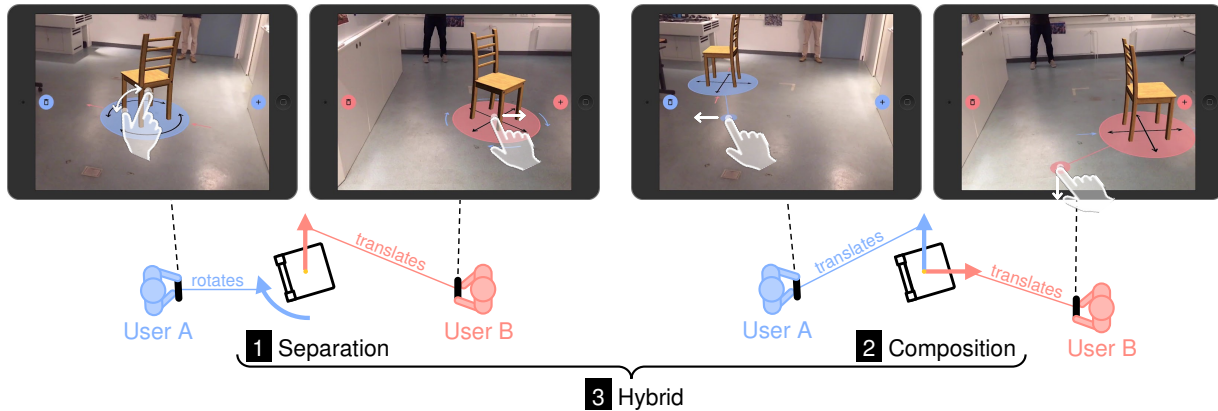 rotates
translates
User A
User B
1 Separation
translates
translates
User A
User B
2 Composition
3 Hybrid